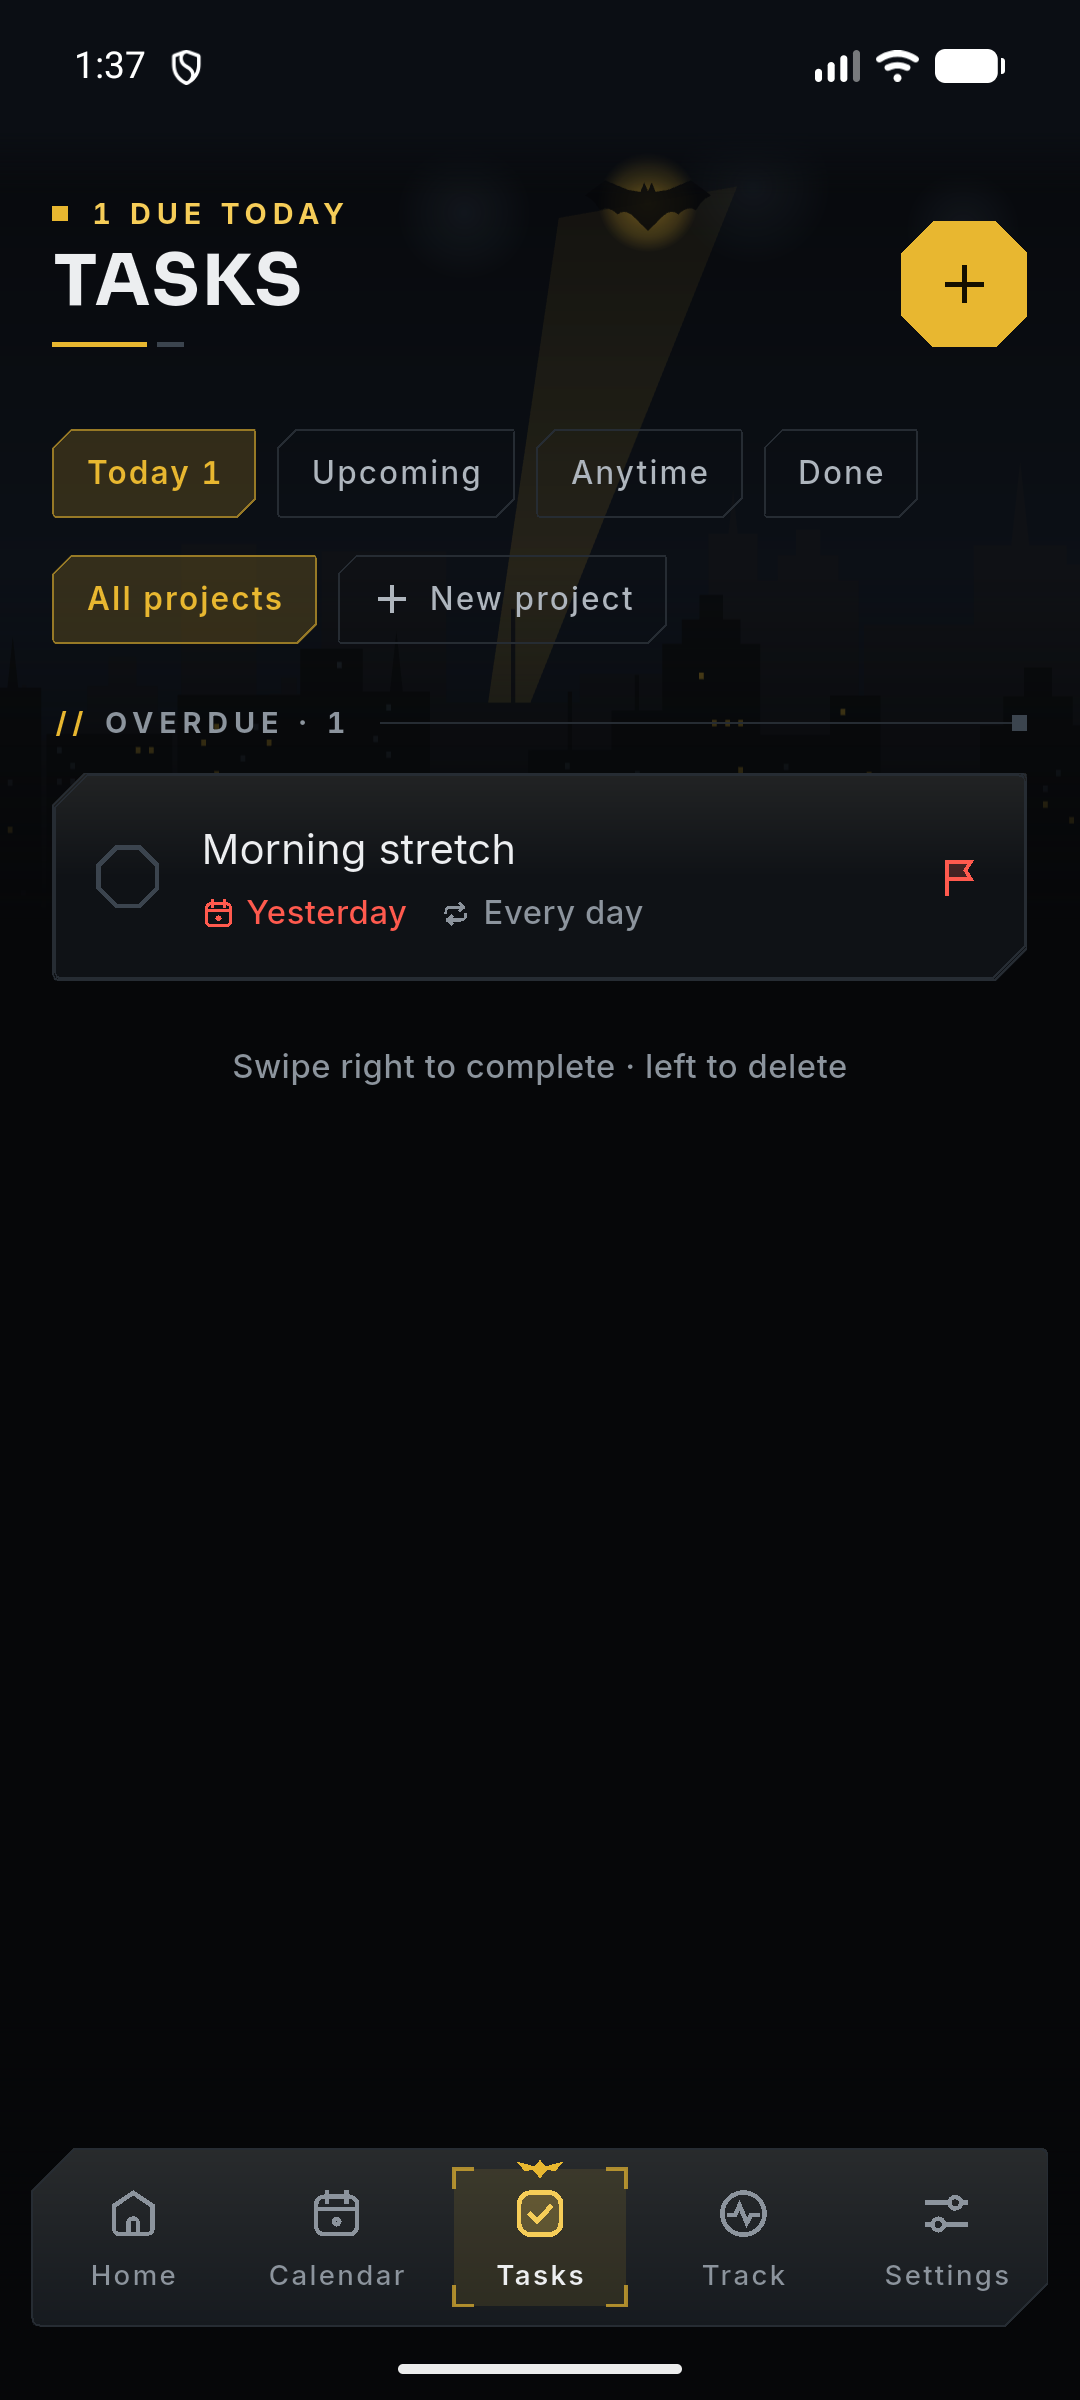 1:37
1 DUE TODAY
TASKS
Today 1
Upcoming
Anytime
Done
All projects
New project
// OVERDUE · 1
Morning stretch
Yesterday
Every day
Swipe right to complete · left to delete
Home
Calendar
Tasks
Track
Settings